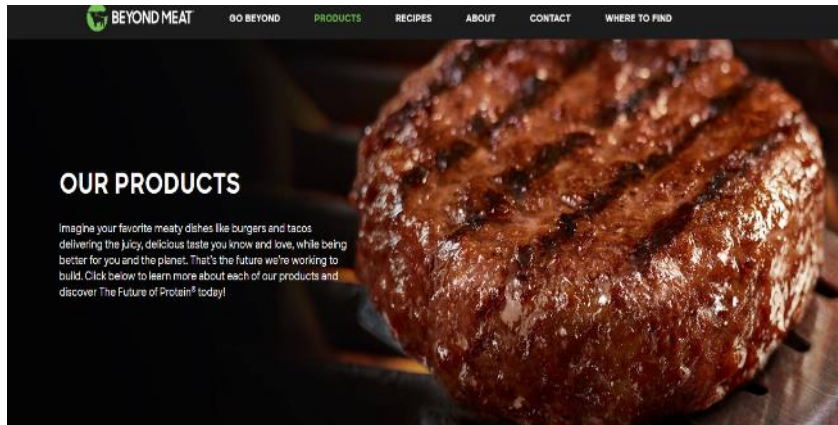 BEYOND MEAT GO BEYOND PRODUCTS RECIPES ABOUT CONTACT WHERE TO FIND
OUR PRODUCTS
Imagine your favorite meaty dishes like burgers and tacos
delivering the juicy, delicious taste you know and love, while being
better for you and the planet. That's the future we're working to
build. Click below to learn more about each of our products and
discover The Future of Protein® today!